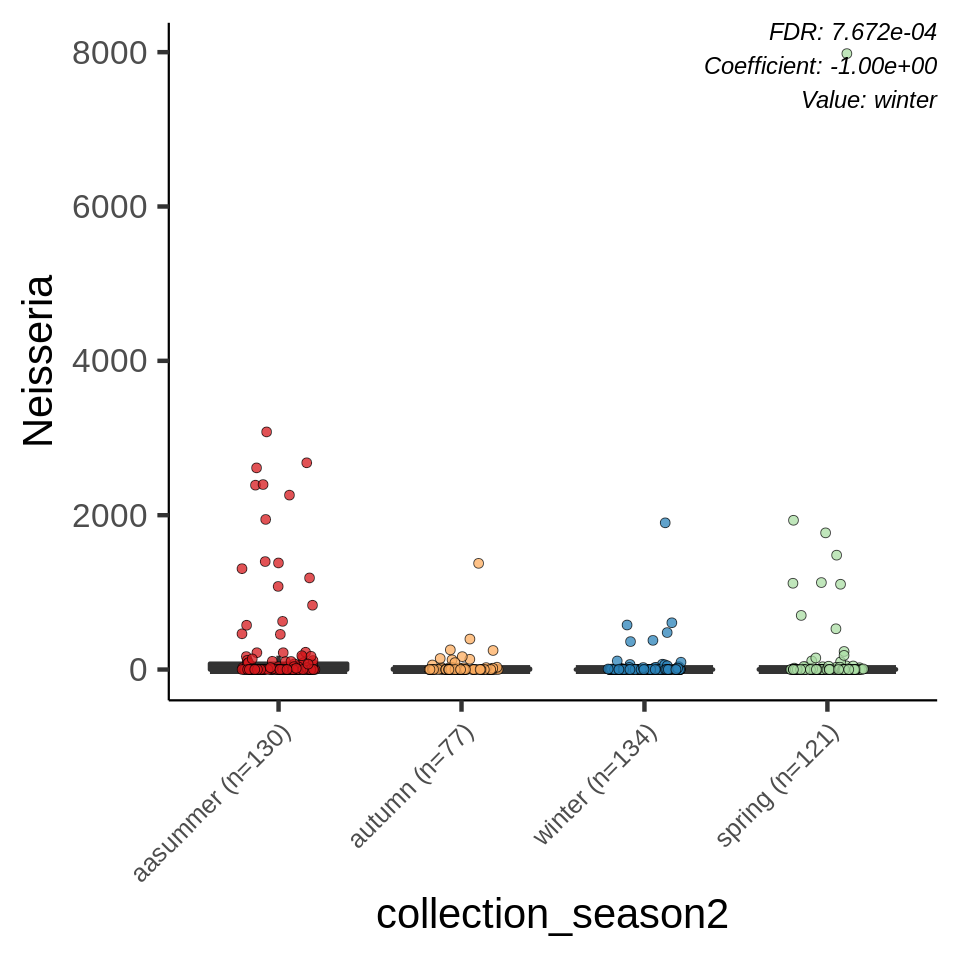 FDR: 7.672e-04
Coefficient: -1.00e+00
Value: winter
8000
6000
4000
2000
0
Neisseria
aasummer (n=130)
autumn (n=77)
winter (n=134)
spring (n=121)
collection_season2